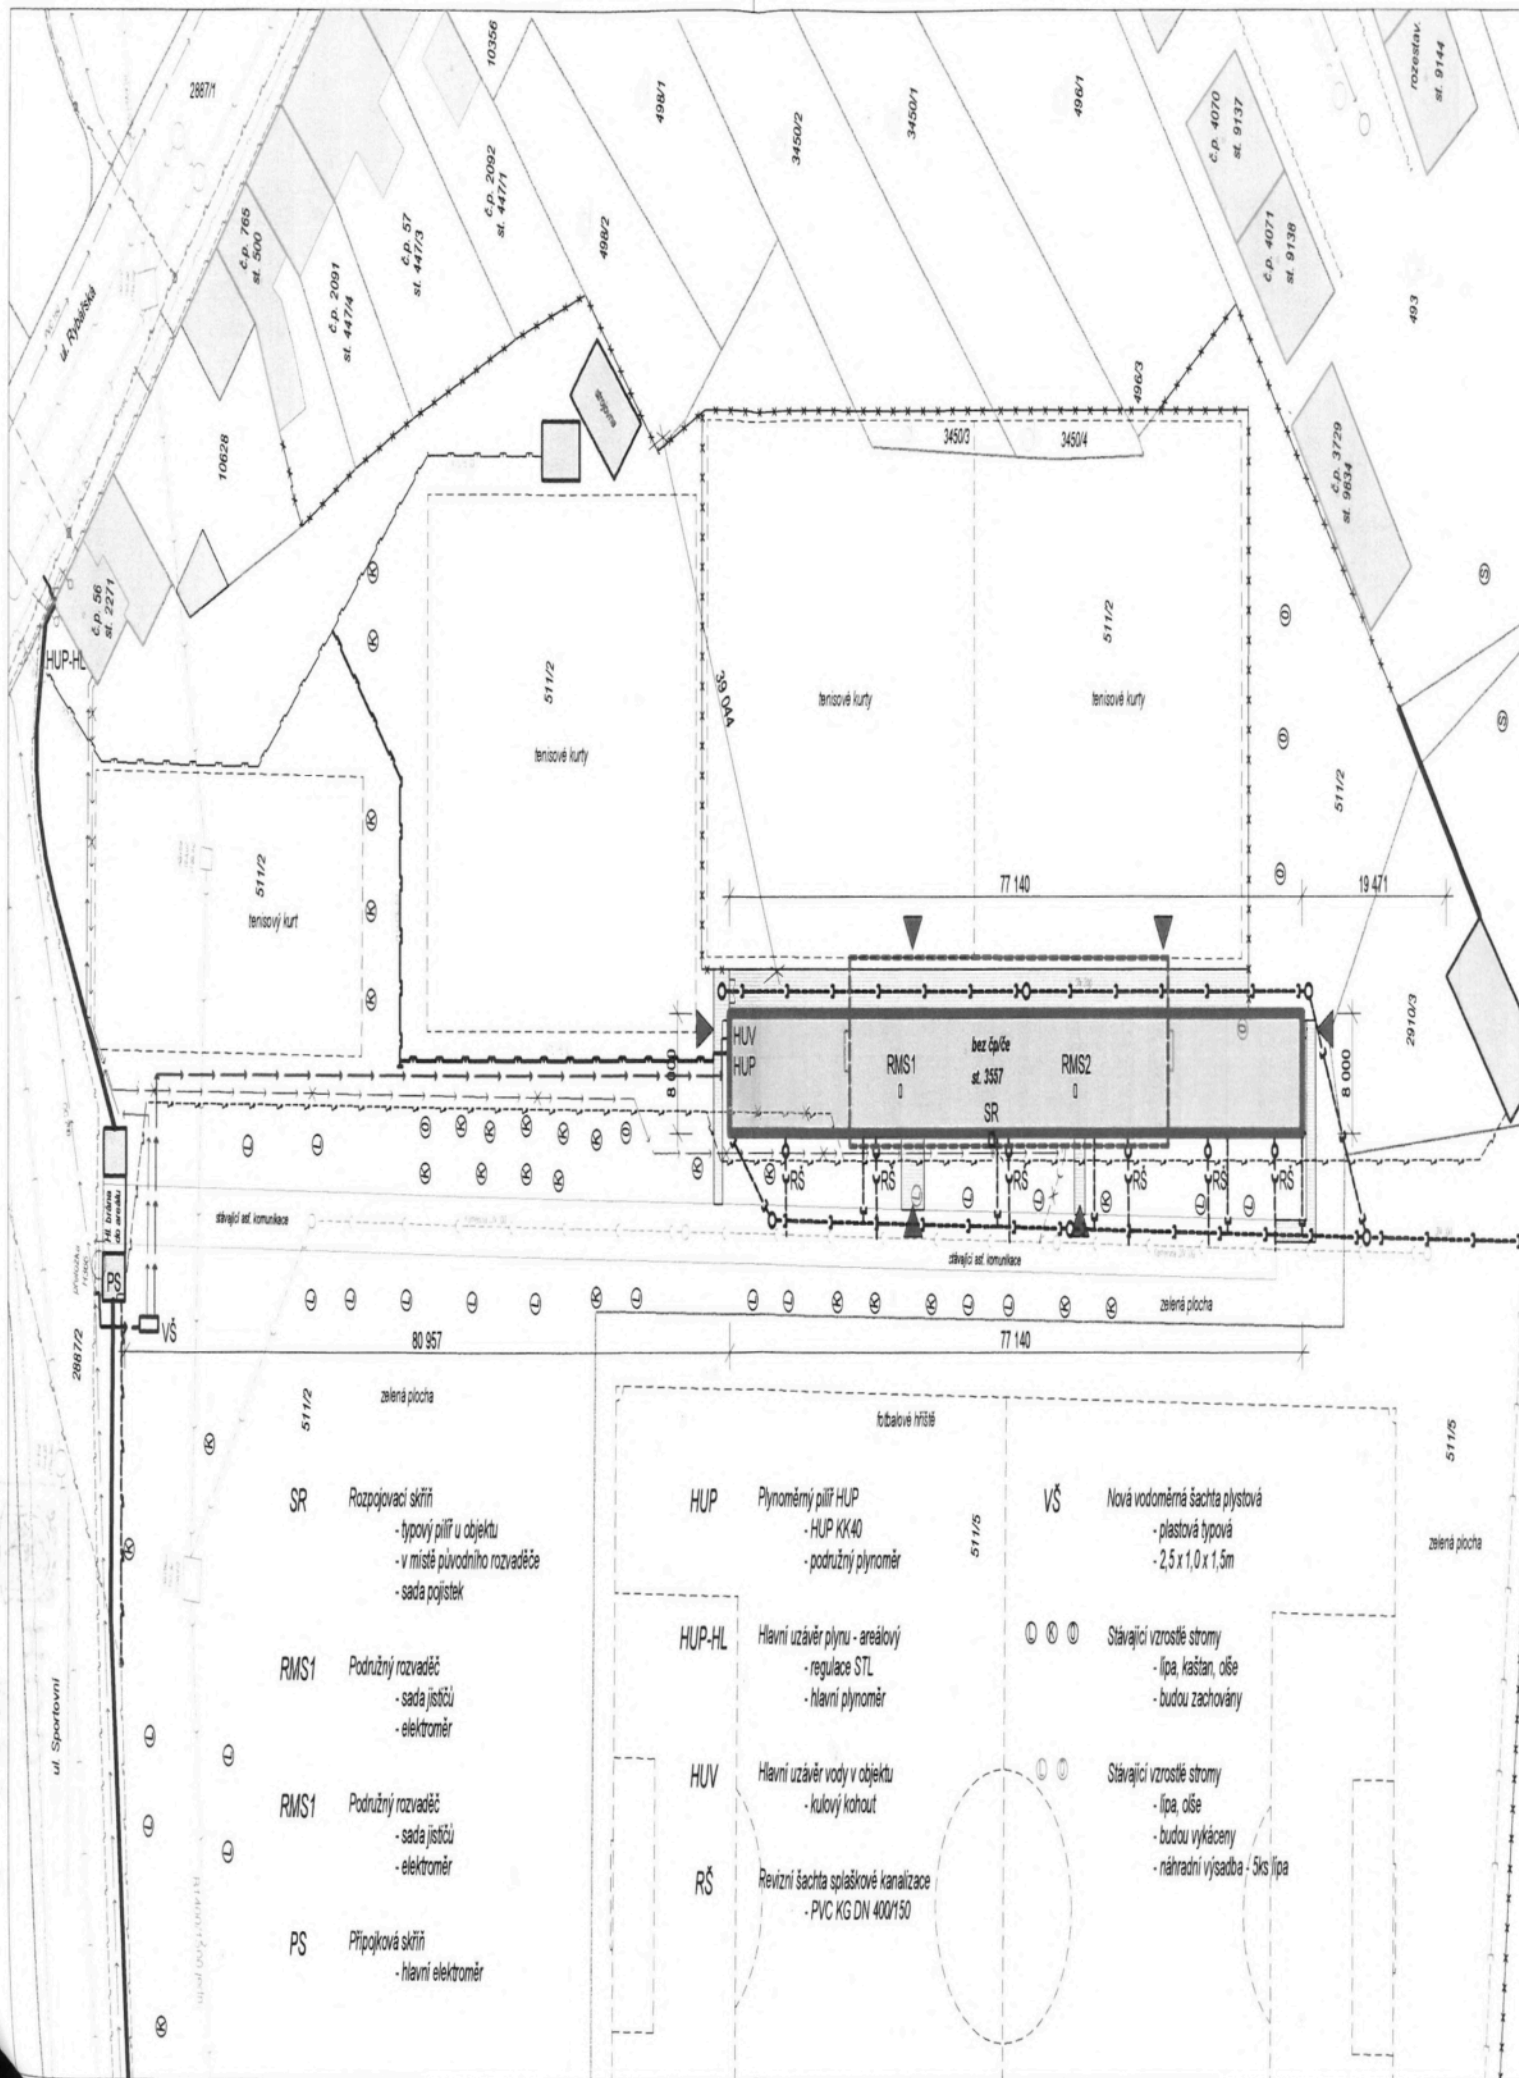 2887/1
10356
498/1
3450/2
3450/1
496/1
č.p. 4070
st. 9137
rozestav.
st. 9144
č.p. 765
st. 500
č.p. 2091
st. 447/4
č.p. 57
st. 447/3
č.p. 2092
st. 447/1
498/2
č.p. 4071
st. 9138
493
ul. Rybářská
10628
496/3
3450/3
3450/4
č.p. 3729
st. 9834
č.p. 56
st. 2271
HUP-HL
511/2
tenisové kurty
39 044
tenisové kurty
511/2
tenisové kurty
511/2
511/2
tenisový kurt
77 140
19 471
2910/3
HUV
HUP
8 000
RMS1
bez čp/če
st. 3557
SR
RMS2
8 000
RŠ
RŠ
RŠ
RŠ
RŠ
RŠ
Hl. brána
do areálu
PS
VŠ
2887/2
stávající asf. komunikace
stávající asf. komunikace
zelená plocha
80 957
77 140
511/2
zelená plocha
fotbalové hřiště
511/5
511/5
zelená plocha
ul. Sportovní
SR Rozpojovací skříň
- typový pilíř u objektu
- v místě původního rozvaděče
- sada pojistek
RMS1 Podružný rozvaděč
- sada jističů
- elektroměr
RMS1 Podružný rozvaděč
- sada jističů
- elektroměr
PS Přípojková skříň
- hlavní elektroměr
HUP Plynoměrný pilíř HUP
- HUP KK40
- podružný plynoměr
HUP-HL Hlavní uzávěr plynu - areálový
- regulace STL
- hlavní plynoměr
HUV Hlavní uzávěr vody v objektu
- kulový kohout
RŠ Revizní šachta splaškové kanalizace
- PVC KG DN 400/150
VŠ Nová vodoměrná šachta plystová
- plastová typová
- 2,5 x 1,0 x 1,5m
L K O Stávající vzrostlé stromy
- lípa, kaštan, olše
- budou zachovány
L O Stávající vzrostlé stromy
- lípa, olše
- budou vykáceny
- náhradní výsadba - 5ks lípa